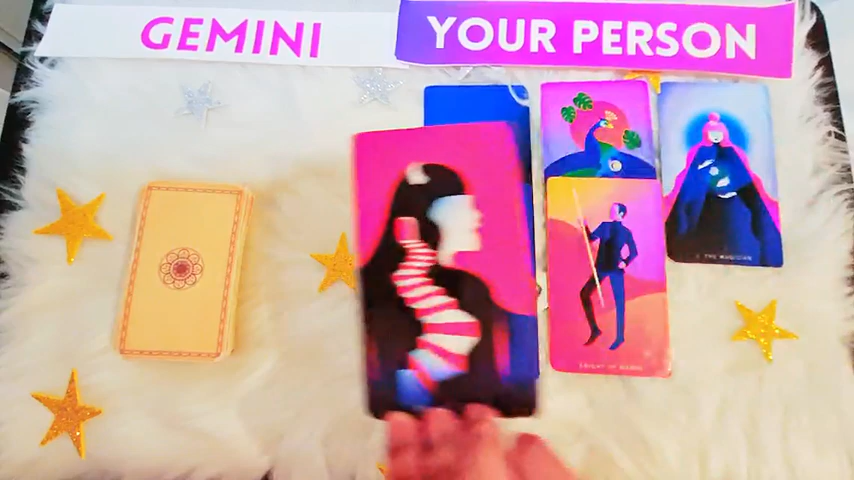 GEMINI
YOUR PERSON
I THE MAGICIAN
KNIGHT OF WANDS